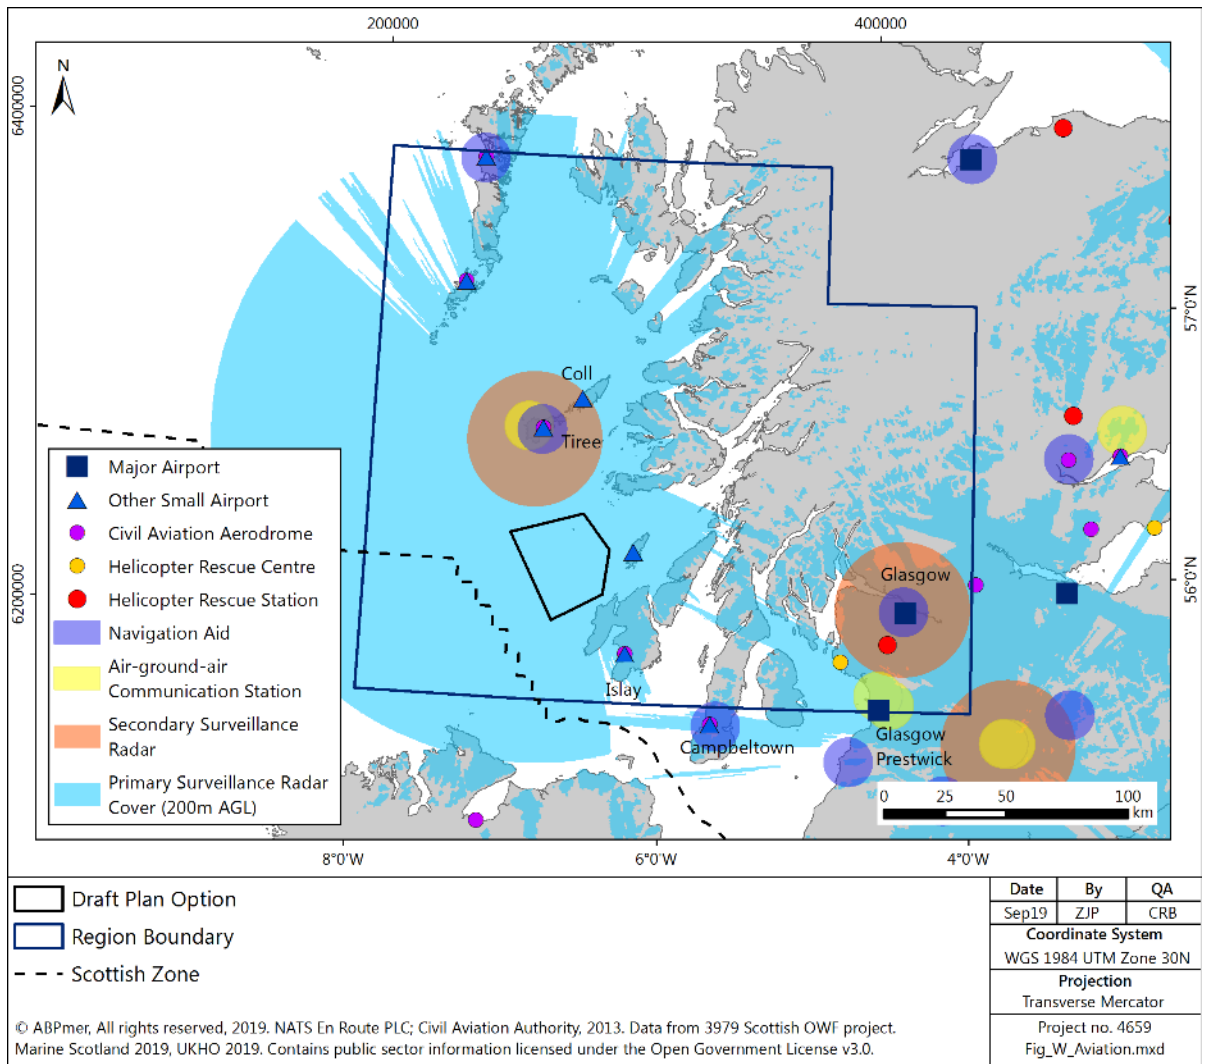 200000
400000
6400000
6200000
N
57°0'N
56°0'N
Coll
Tiree
Glasgow
Islay
Campbeltown
Glasgow
Prestwick
Major Airport
Other Small Airport
Civil Aviation Aerodrome
Helicopter Rescue Centre
Helicopter Rescue Station
Navigation Aid
Air-ground-air
Communication Station
Secondary Surveillance
Radar
Primary Surveillance Radar
Cover (200m AGL)
0 25 50 100
km
8°0'W 6°0'W 4°0'W
Draft Plan Option
Region Boundary
Scottish Zone
© ABPmer, All rights reserved, 2019. NATS En Route PLC; Civil Aviation Authority, 2013. Data from 3979 Scottish OWF project.
Marine Scotland 2019, UKHO 2019. Contains public sector information licensed under the Open Government License v3.0.
Date By QA
Sep19 ZJP CRB
Coordinate System
WGS 1984 UTM Zone 30N
Projection
Transverse Mercator
Project no. 4659
Fig_W_Aviation.mxd